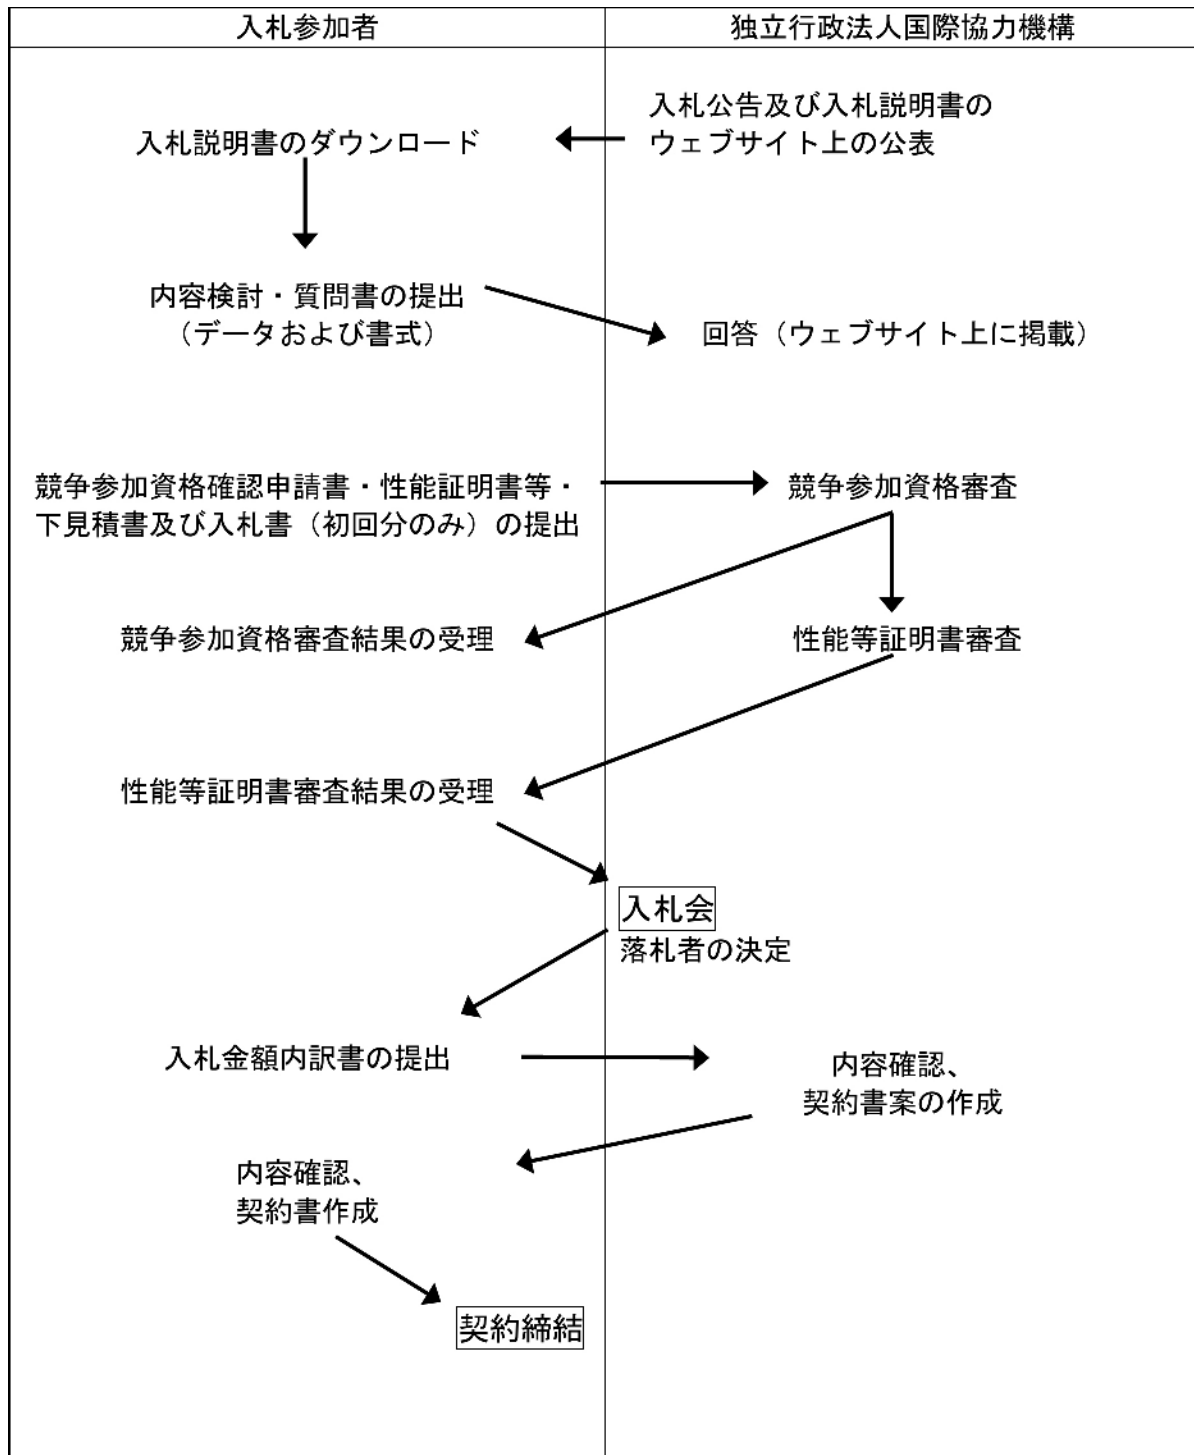 入札参加者
独立行政法人国際協力機構
入札公告及び入札説明書の
ウェブサイト上の公表
入札説明書のダウンロード
内容検討・質問書の提出
（データおよび書式）
回答（ウェブサイト上に掲載）
競争参加資格確認申請書・性能証明書等・
下見積書及び入札書（初回分のみ）の提出
競争参加資格審査
競争参加資格審査結果の受理
性能等証明書審査
性能等証明書審査結果の受理
入札会
落札者の決定
入札金額内訳書の提出
内容確認、
契約書案の作成
内容確認、
契約書作成
契約締結